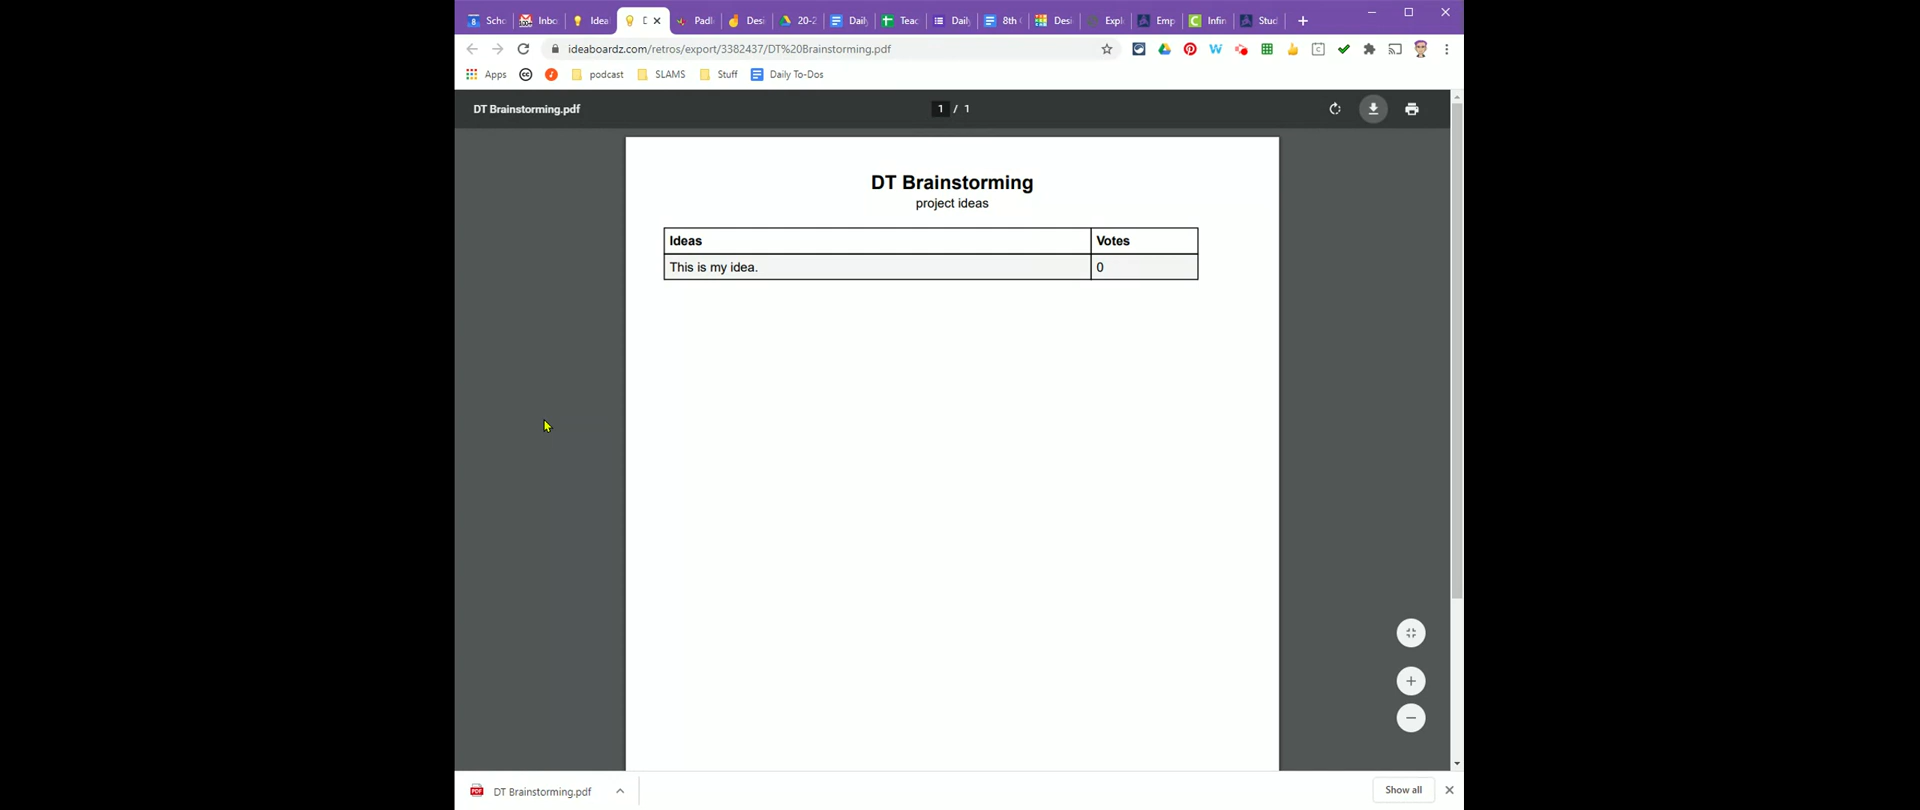 Scho
Inbo
Idea
Padl
Desi
20-2
Daily
Teac
Daily
8th
Desi
Expl
Emp
Infin
Stud
ideaboardz.com/retros/export/3382437/DT%20Brainstorming.pdf
Apps
podcast
SLAMS
Stuff
Daily To-Dos
DT Brainstorming.pdf
1 / 1
DT Brainstorming
project ideas
Ideas Votes
This is my idea. 0
DT Brainstorming.pdf
Show all